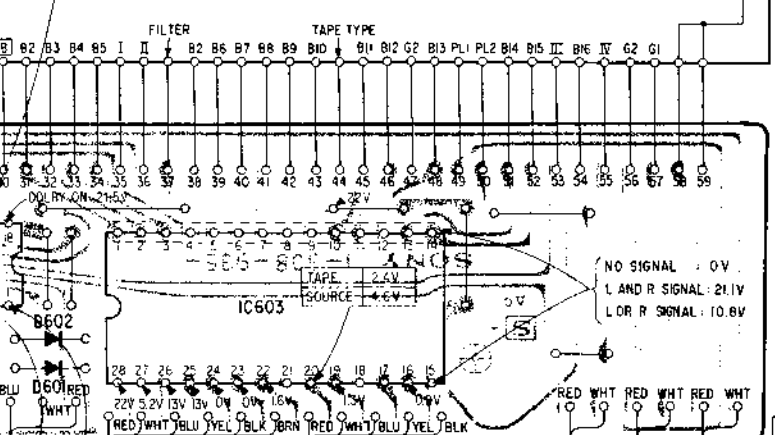 FILTER TAPE TYPE
B B2 B3 B4 B5 I II B2 B6 B7 B8 B9 B10 B11 B12 G2 B13 PL1 PL2 B14 B15 III B16 IV G2 G1
31 32 33 34 35 36 37 38 39 40 41 42 43 44 45 46 47 48 49 50 51 52 53 54 55 56 57 58 59
DOLBY ON
22V
18
1 2 3 4 5 6 7 8 9 10 12 13 14
SONY
NO SIGNAL : 0V
TAPE 2.4V
L AND R SIGNAL: 21.1V
SOURCE 4.6V
0V
IC603
L OR R SIGNAL: 10.8V
S
D602
28 27 26 25 24 23 22 21 20 19 18 17 16 15
D601 RED
BLU WHT
22V 5.2V 13V 13V 0V 0V 1.6V
RED WHT RED WHT RED WHT
RED WHT BLU YEL BLK BRN RED WHT BLU YEL BLK